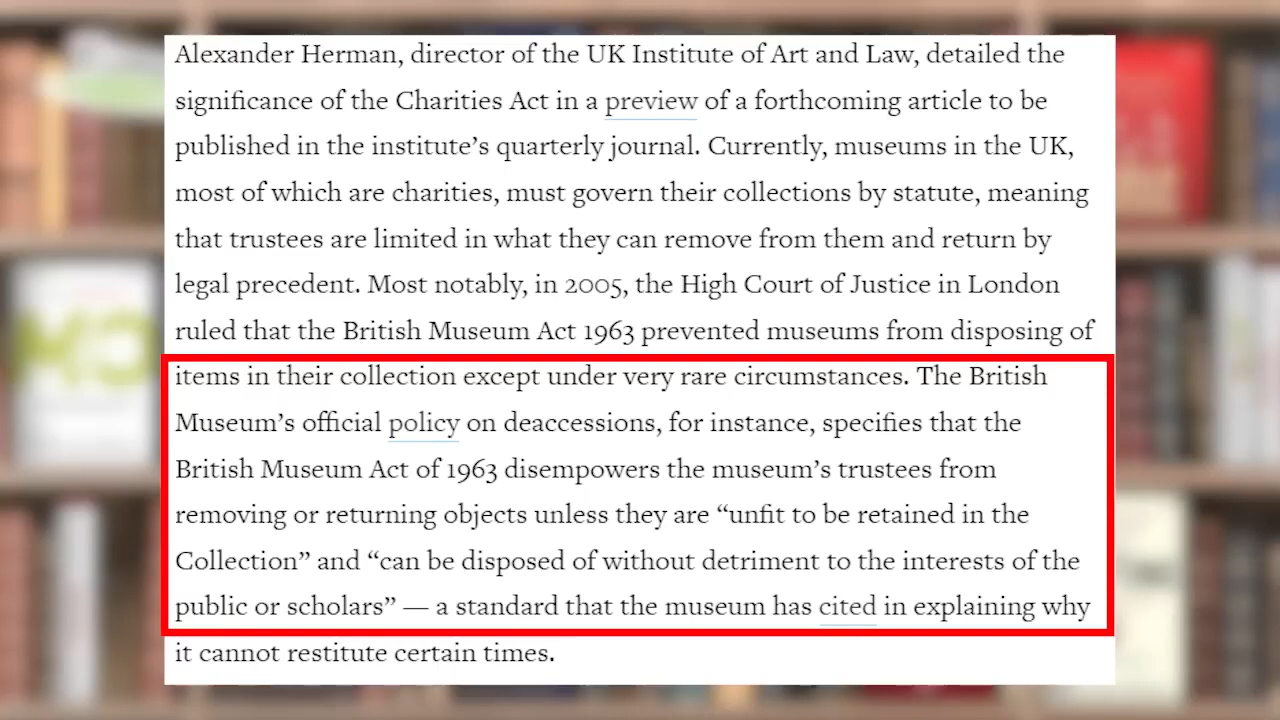 Alexander Herman, director of the UK Institute of Art and Law, detailed the
significance of the Charities Act in a preview of a forthcoming article to be
published in the institute’s quarterly journal. Currently, museums in the UK,
most of which are charities, must govern their collections by statute, meaning
that trustees are limited in what they can remove from them and return by
legal precedent. Most notably, in 2005, the High Court of Justice in London
ruled that the British Museum Act 1963 prevented museums from disposing of
items in their collection except under very rare circumstances. The British
Museum’s official policy on deaccessions, for instance, specifies that the
British Museum Act of 1963 disempowers the museum’s trustees from
removing or returning objects unless they are “unfit to be retained in the
Collection” and “can be disposed of without detriment to the interests of the
public or scholars” — a standard that the museum has cited in explaining why
it cannot restitute certain times.